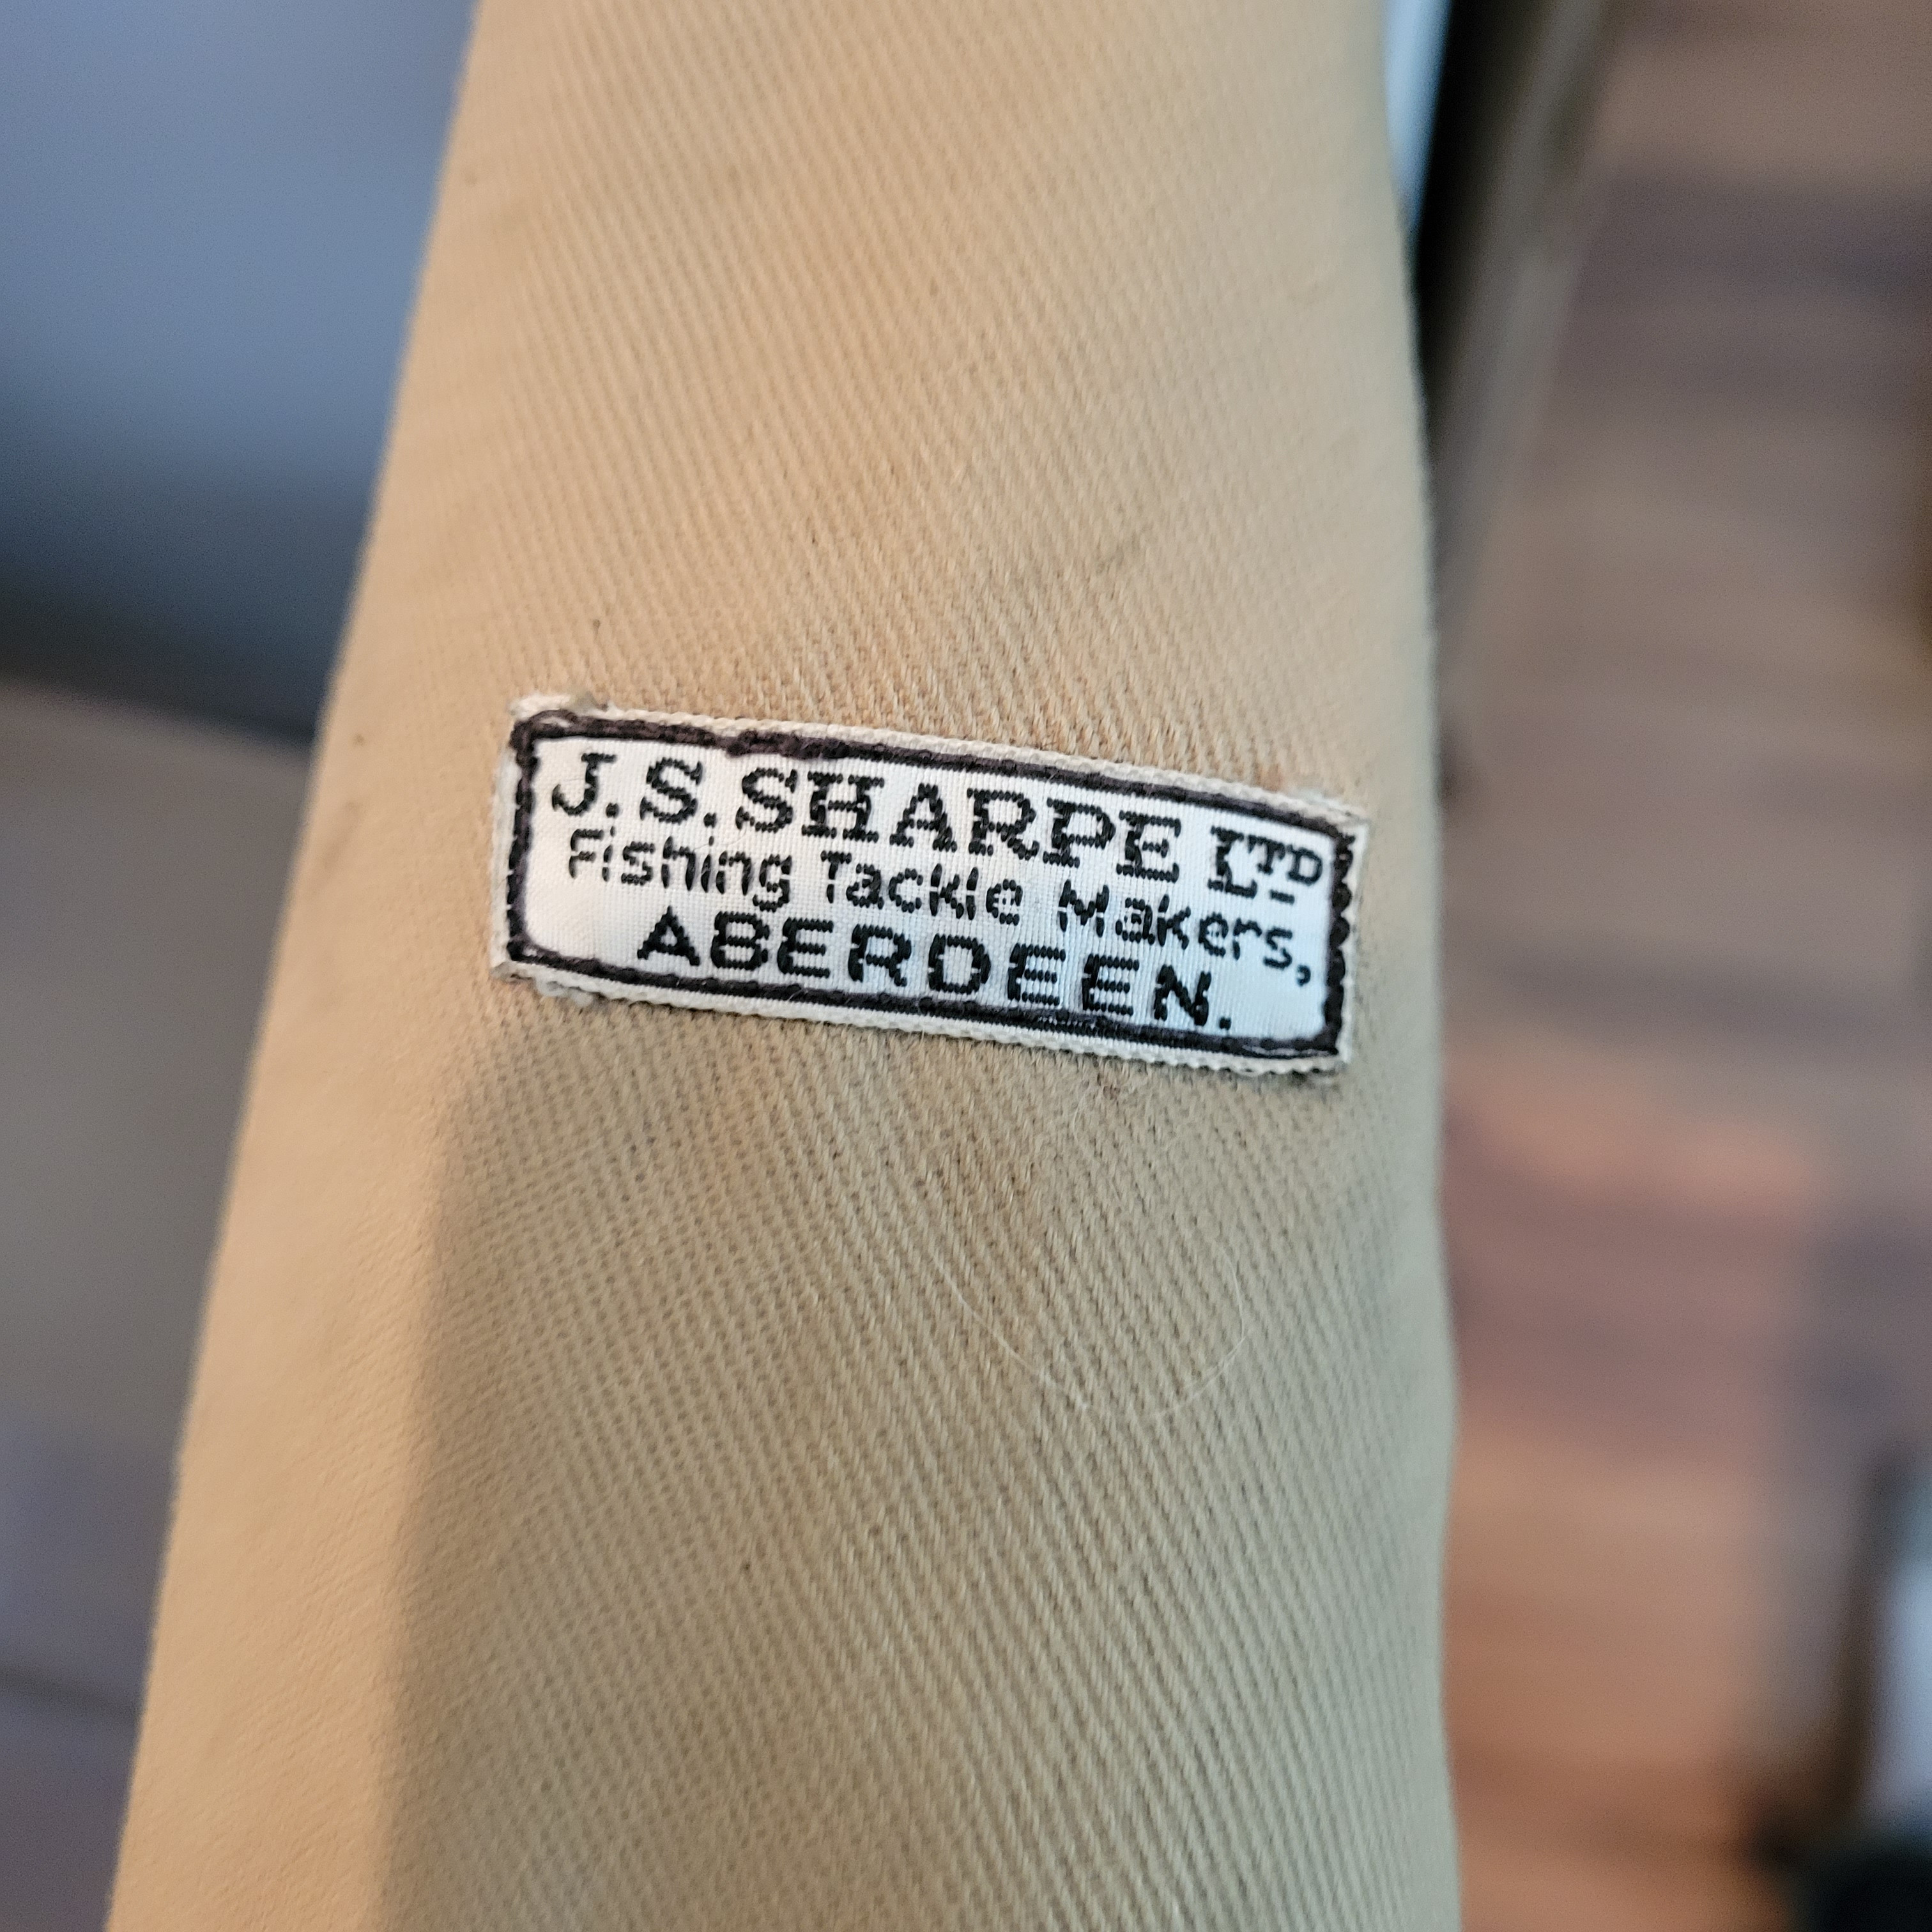 J.S. SHARPE LTD
Fishing Tackle Makers,
ABERDEEN.